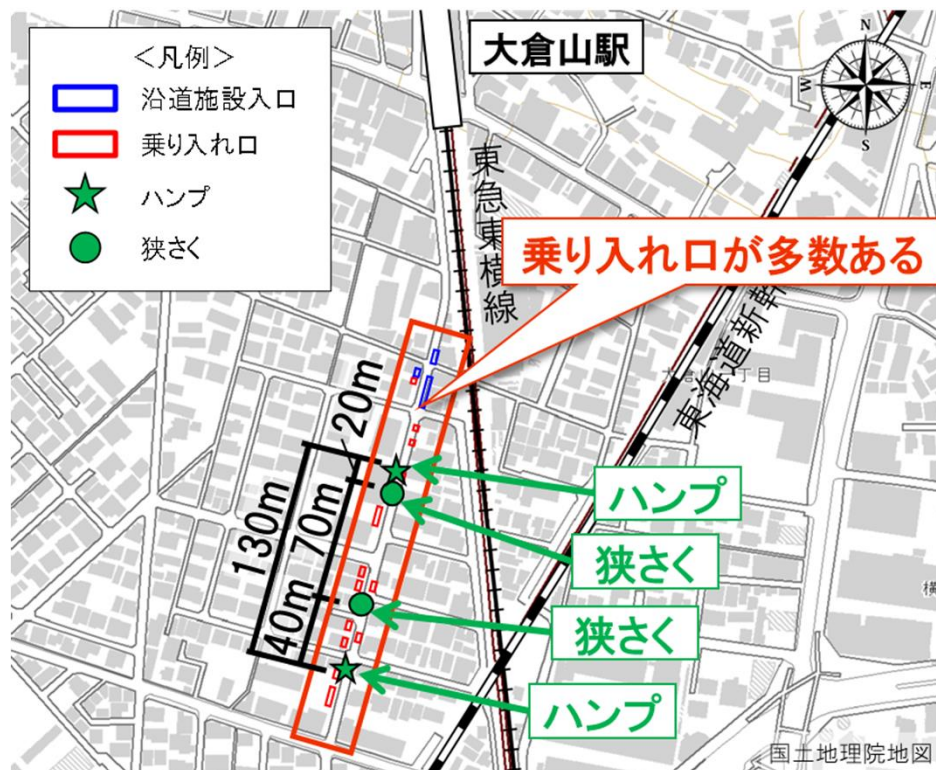 <凡例>
沿道施設入口
乗り入れ口
ハンプ
狭さく
大倉山駅
N
W
E
S
東急東横線
乗り入れ口が多数ある
東海道新幹
20m
130m
70m
40m
ハンプ
狭さく
狭さく
ハンプ
横
国土地理院地図